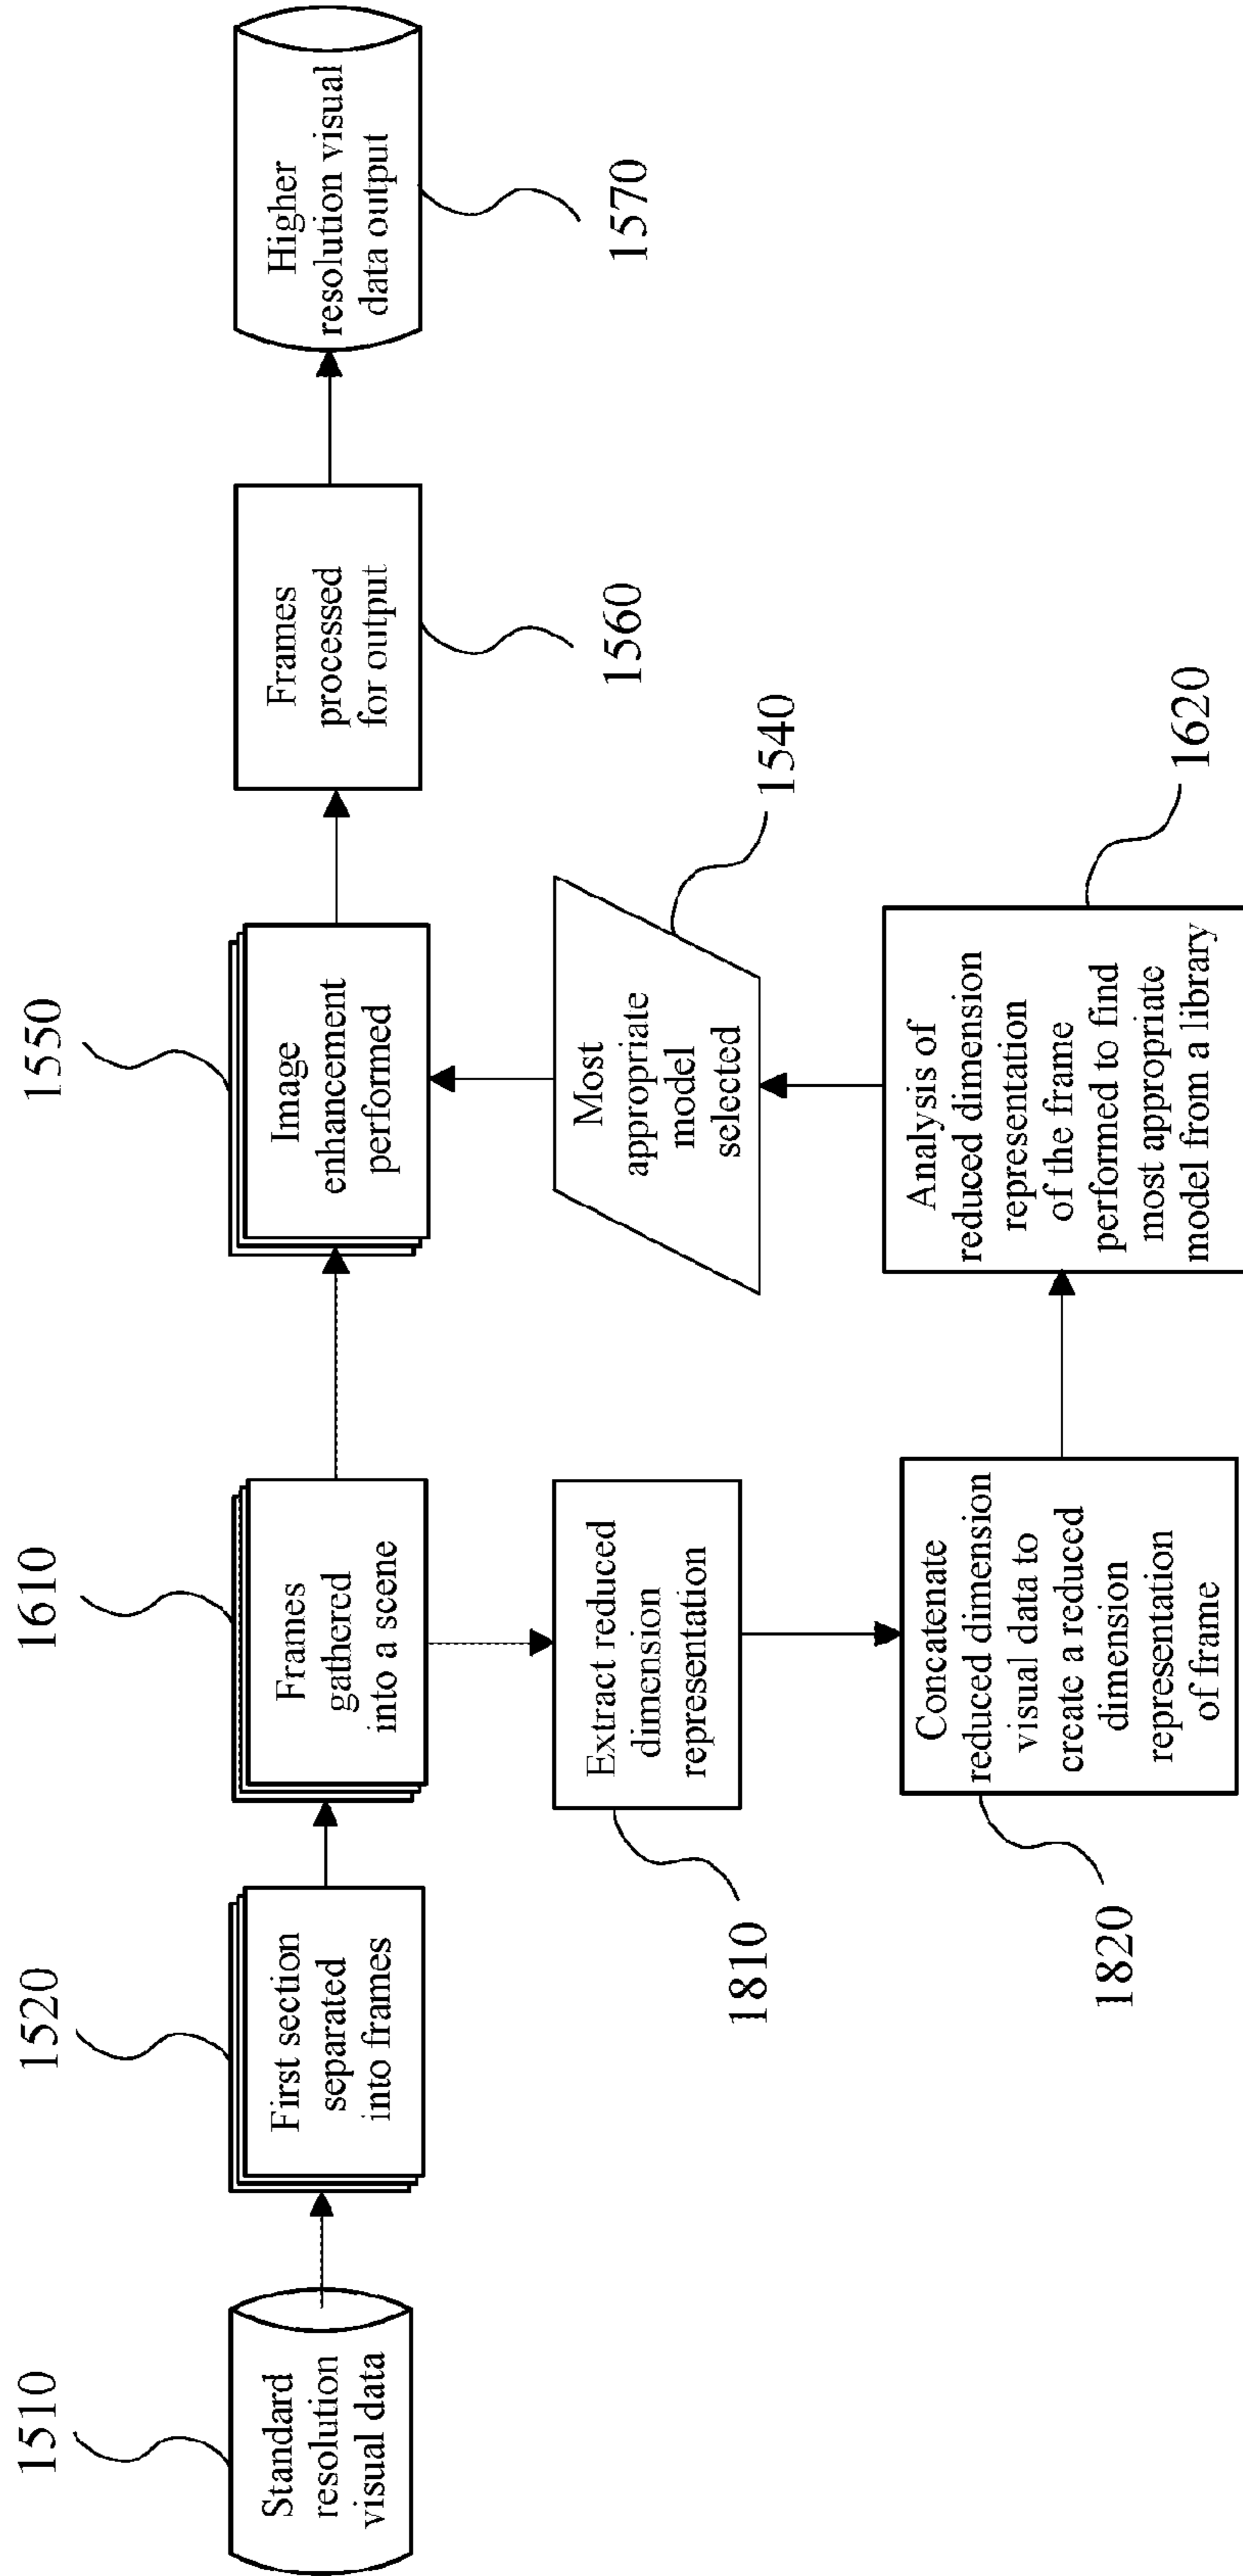 1510
Standard
resolution
visual data
1520
First section
separated
into frames
1610
Frames
gathered
into a scene
1550
Image
enhancement
performed
Frames
processed
for output
1560
Higher
resolution visual
data output
1570
Extract reduced
dimension
representation
1810
Most
appropriate
model
selected
1540
Concatenate
reduced dimension
visual data to
create a reduced
dimension
representation
of frame
1820
Analysis of
reduced dimension
representation
of the frame
performed to find
most appropriate
model from a library
1620